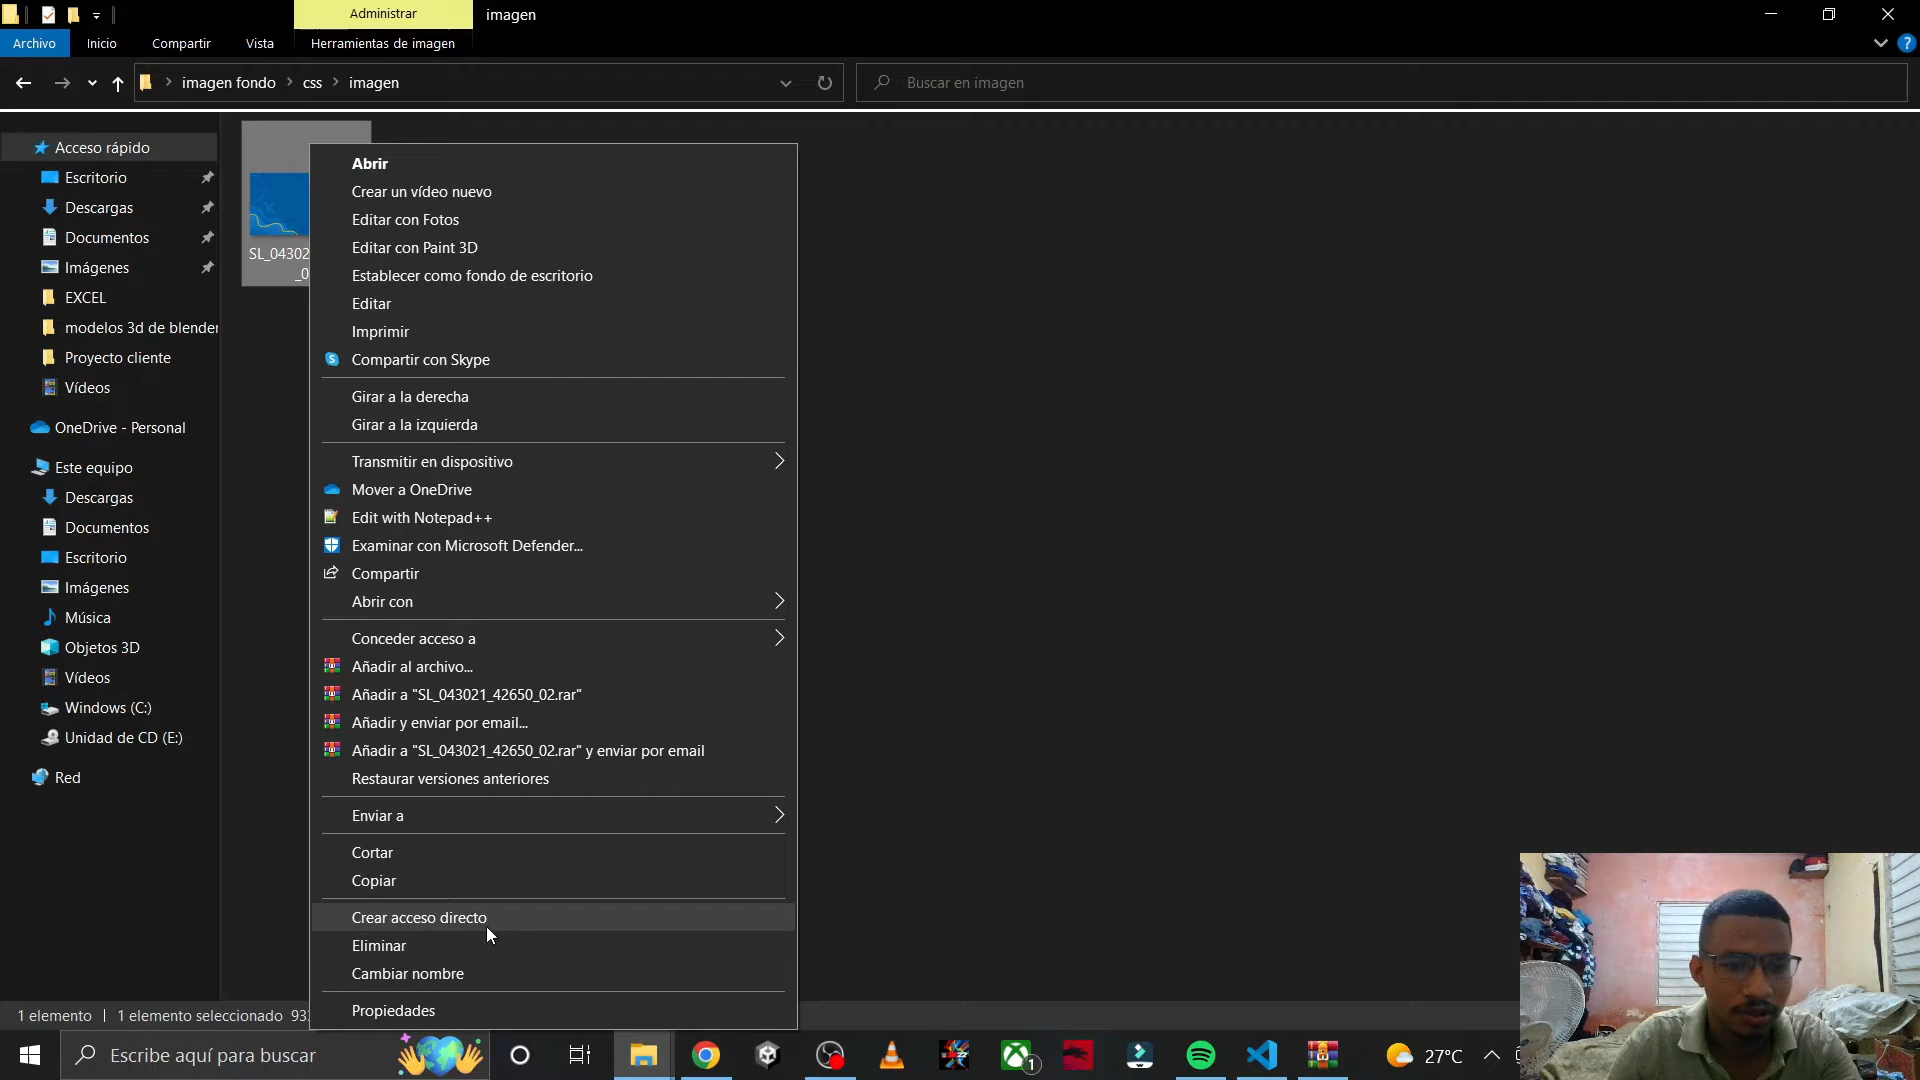 Administrar
imagen
Archivo
Inicio
Compartir
Vista
Herramientas de imagen
?
imagen fondo
css
imagen
Buscar en imagen
Acceso rápido
Escritorio
Descargas
Documentos
Imágenes
EXCEL
modelos 3d de blender
Proyecto cliente
Vídeos
OneDrive - Personal
Este equipo
Descargas
Documentos
Escritorio
Imágenes
Música
Objetos 3D
Vídeos
Windows (C:)
Unidad de CD (E:)
Red
SL_04302
_0
Abrir
Crear un vídeo nuevo
Editar con Fotos
Editar con Paint 3D
Establecer como fondo de escritorio
Editar
Imprimir
Compartir con Skype
Girar a la derecha
Girar a la izquierda
Transmitir en dispositivo
Mover a OneDrive
Edit with Notepad++
Examinar con Microsoft Defender...
Compartir
Abrir con
Conceder acceso a
Añadir al archivo...
Añadir a "SL_043021_42650_02.rar"
Añadir y enviar por email...
Añadir a "SL_043021_42650_02.rar" y enviar por email
Restaurar versiones anteriores
Enviar a
Cortar
Copiar
Crear acceso directo
Eliminar
Cambiar nombre
Propiedades
1 elemento
1 elemento seleccionado
Escribe aquí para buscar
1
27°C